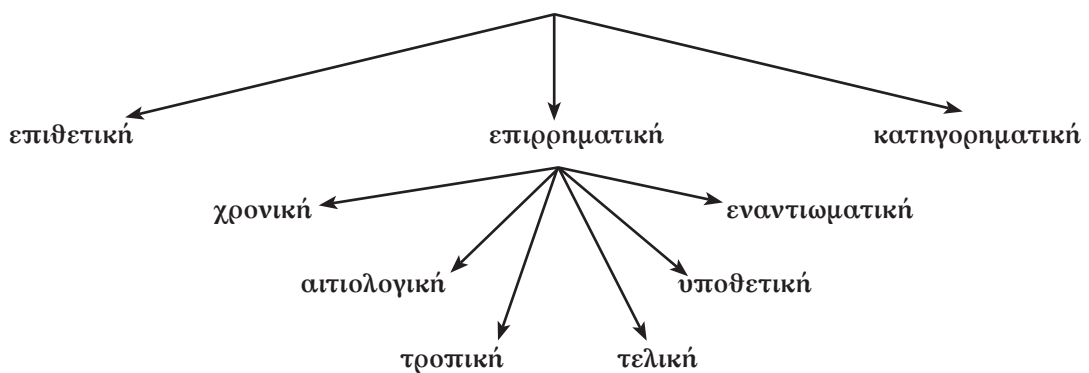 επιθετική επιρρηματική κατηγορηματική
χρονική εναντιωματική
αιτιολογική υποθετική
τροπική τελική